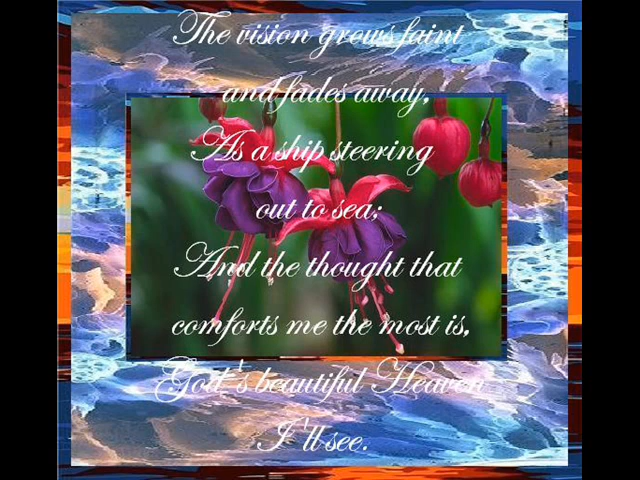 The vision grows faint
and fades away,
As a ship steering
out to sea;
And the thought that
comforts me the most is,
God's beautiful Heaven
I'll see.